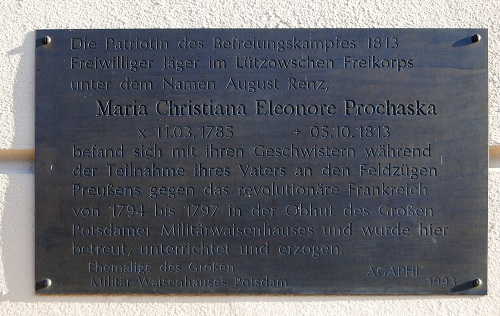 Die Patriotin des Befreiungskampfes 1813
Freiwilliger Jäger im Lützowschen Freikorps
unter dem Namen August Renz,
Maria Christiana Eleonore Prochaska
x 11.03.1785 + 05.10.1813
befand sich mit ihren Geschwistern während
der Teilnahme ihres Vaters an den Feldzügen
Preußens gegen das revolutionäre Frankreich
von 1794 bis 1797 in der Obhut des Großen
Potsdamer Militärwaisenhauses und wurde hier
betreut, unterrichtet und erzogen.
Ehemalige des Großen
Militär-Waisenhauses Potsdam
AGAPHI
1993